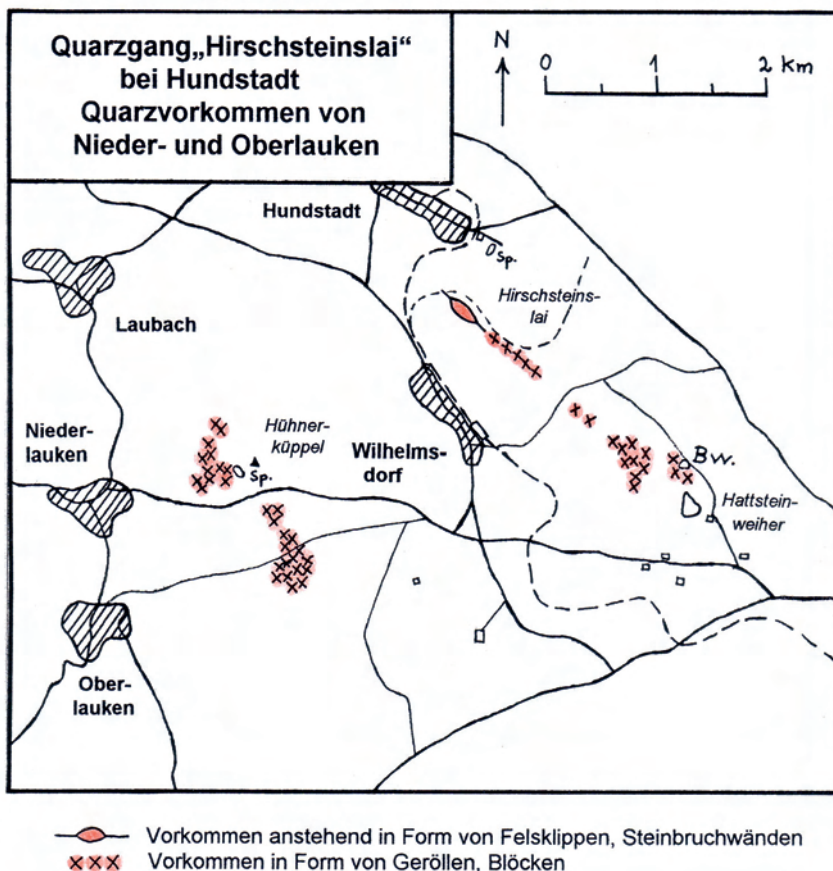 Quarzgang„Hirschsteinslai“
bei Hundstadt
Quarzvorkommen von
Nieder- und Oberlauken
N
0 1 2 km
Hundstadt
Sp.
Hirschsteins-
lai
Laubach
Nieder-
lauken
Hühner-
küppel
Sp.
Wilhelms-
dorf
Bw.
Hattstein-
weiher
Ober-
lauken
Vorkommen anstehend in Form von Felsklippen, Steinbruchwänden
Vorkommen in Form von Geröllen, Blöcken